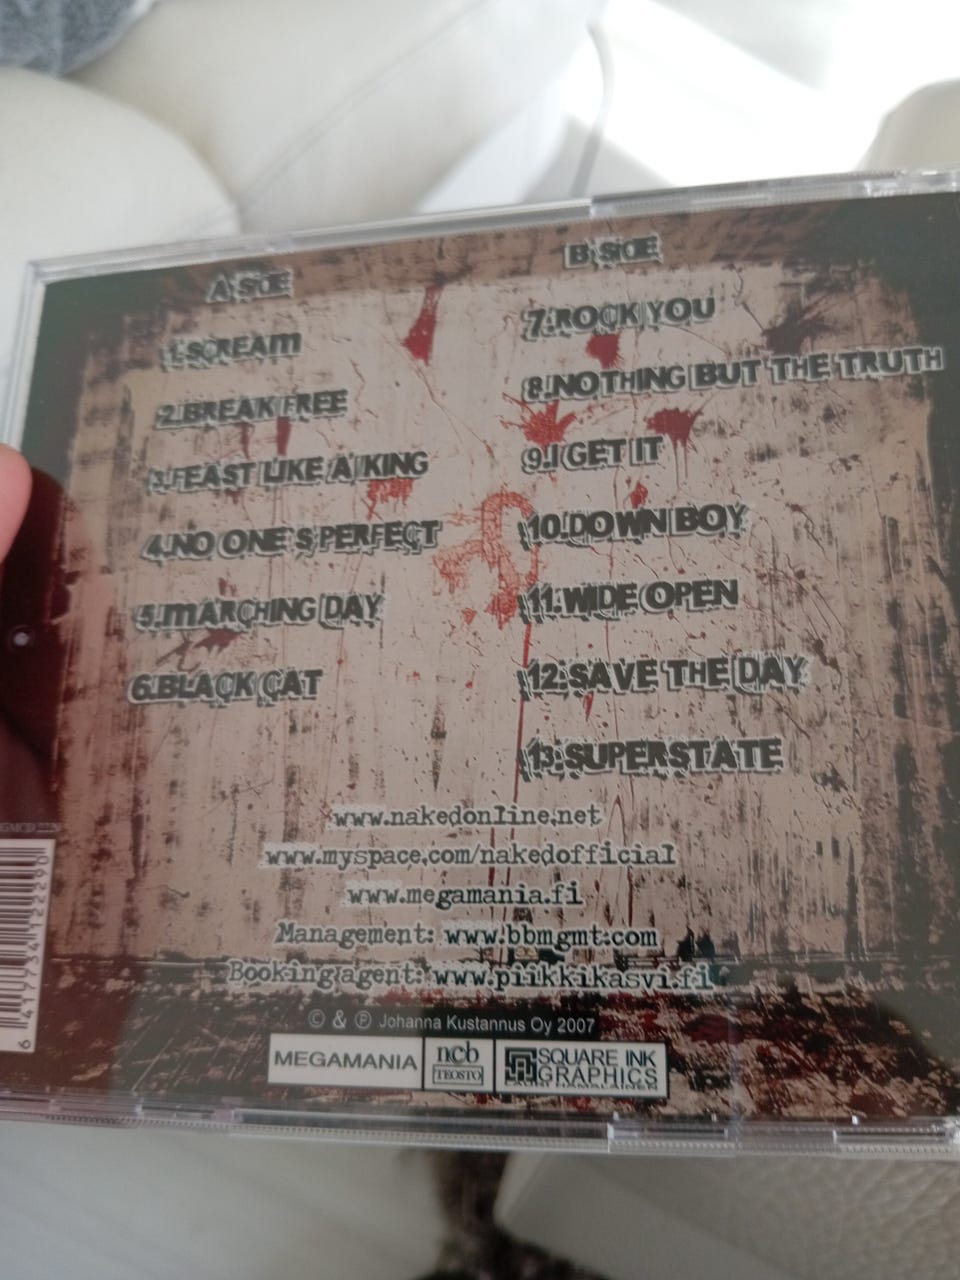 A SIDE
1. SCREAM
2. BREAK FREE
3. FEAST LIKE A KING
4. NO ONE'S PERFECT
5. MARCHING DAY
6. BLACK CAT
B SIDE
7. ROCK YOU
8. NOTHING BUT THE TRUTH
9. I GET IT
10. DOWN BOY
11. WIDE OPEN
12. SAVE THE DAY
13. SUPERSTATE
www.nakedonline.net
www.myspace.com/nakedofficial
www.megamania.fi
Management: www.bbmgmt.com
Booking agent: www.piikkikasvi.fi
© & ℗ Johanna Kustannus Oy 2007
MEGAMANIA
ncb
TEOSTO
SQUARE INK
GRAPHICS
6 417734 122290